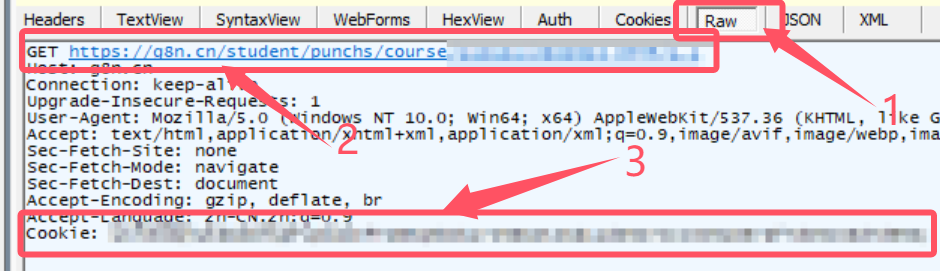 Headers TextView SyntaxView WebForms HexView Auth Cookies Raw JSON XML
GET https://q8n.cn/student/punchs/course
Host: q8n.cn
Connection: keep-alive
Upgrade-Insecure-Requests: 1
User-Agent: Mozilla/5.0 (Windows NT 10.0; Win64; x64) AppleWebKit/537.36 (KHTML, like G
Accept: text/html,application/xhtml+xml,application/xml;q=0.9,image/avif,image/webp,ima
Sec-Fetch-Site: none
Sec-Fetch-Mode: navigate
Sec-Fetch-Dest: document
Accept-Encoding: gzip, deflate, br
Accept-Language: zh-CN,zh;q=0.9
Cookie:
1
2
3